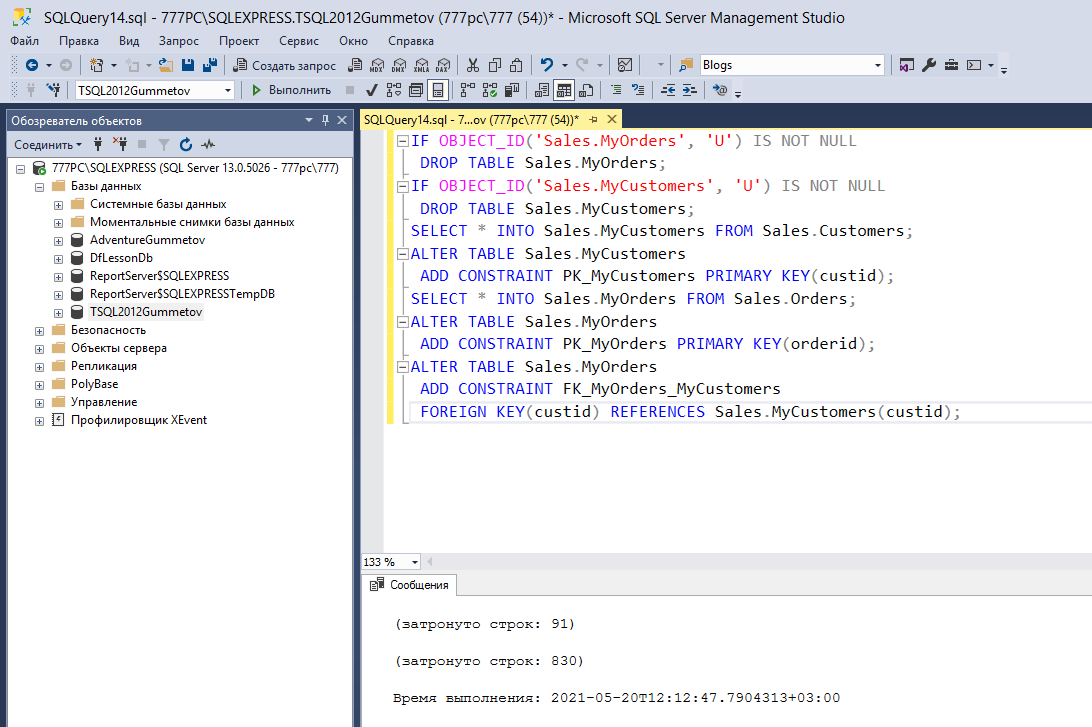 SQLQuery14.sql - 777PC\SQLEXPRESS.TSQL2012Gummetov (777pc\777 (54))* - Microsoft SQL Server Management Studio
Файл Правка Вид Запрос Проект Сервис Окно Справка
Создать запрос MDX DMX XMLA DAX Blogs
TSQL2012Gummetov Выполнить
Обозреватель объектов
Соединить
777PC\SQLEXPRESS (SQL Server 13.0.5026 - 777pc\777)
Базы данных
Системные базы данных
Моментальные снимки базы данных
AdventureGummetov
DfLessonDb
ReportServer$SQLEXPRESS
ReportServer$SQLEXPRESSTempDB
TSQL2012Gummetov
Безопасность
Объекты сервера
Репликация
PolyBase
Управление
Профилировщик XEvent
SQLQuery14.sql - 7...ov (777pc\777 (54))*
IF OBJECT_ID('Sales.MyOrders', 'U') IS NOT NULL
DROP TABLE Sales.MyOrders;
IF OBJECT_ID('Sales.MyCustomers', 'U') IS NOT NULL
DROP TABLE Sales.MyCustomers;
SELECT * INTO Sales.MyCustomers FROM Sales.Customers;
ALTER TABLE Sales.MyCustomers
ADD CONSTRAINT PK_MyCustomers PRIMARY KEY(custid);
SELECT * INTO Sales.MyOrders FROM Sales.Orders;
ALTER TABLE Sales.MyOrders
ADD CONSTRAINT PK_MyOrders PRIMARY KEY(orderid);
ALTER TABLE Sales.MyOrders
ADD CONSTRAINT FK_MyOrders_MyCustomers
FOREIGN KEY(custid) REFERENCES Sales.MyCustomers(custid);
133 %
Сообщения
(затронуто строк: 91)
(затронуто строк: 830)
Время выполнения: 2021-05-20T12:12:47.7904313+03:00